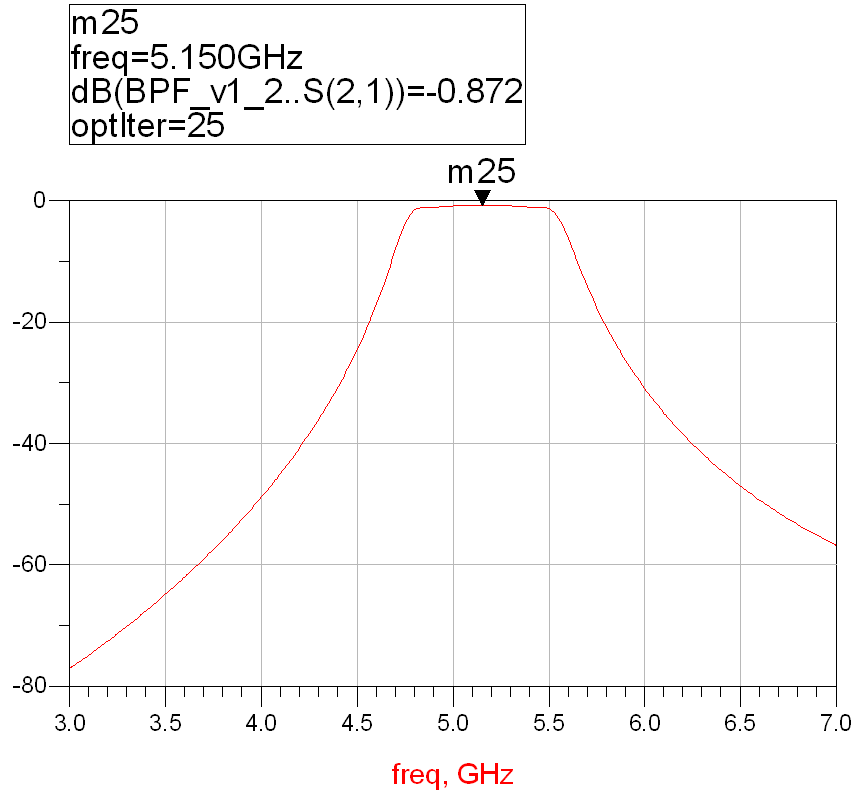 m25
freq=5.150GHz
dB(BPF_v1_2..S(2,1))=-0.872
optIter=25
m25
0
-20
-40
-60
-80
3.0 3.5 4.0 4.5 5.0 5.5 6.0 6.5 7.0
freq, GHz